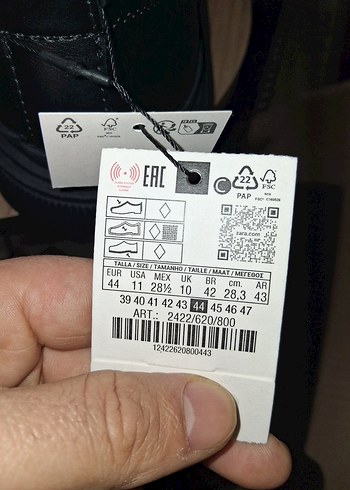 22
PAP
FSC
EAC
22
PAP
FSC
zara.com
TALLA / SIZE / TAMANHO / TAILLE / MAAT / ΜΕΓΕΘΟΣ
EUR USA MEX UK BR cm. AR
44 11 28½ 10 42 28,3 43
39 40 41 42 43 44 45 46 47
ART.: 2422/620/800
12422620800443